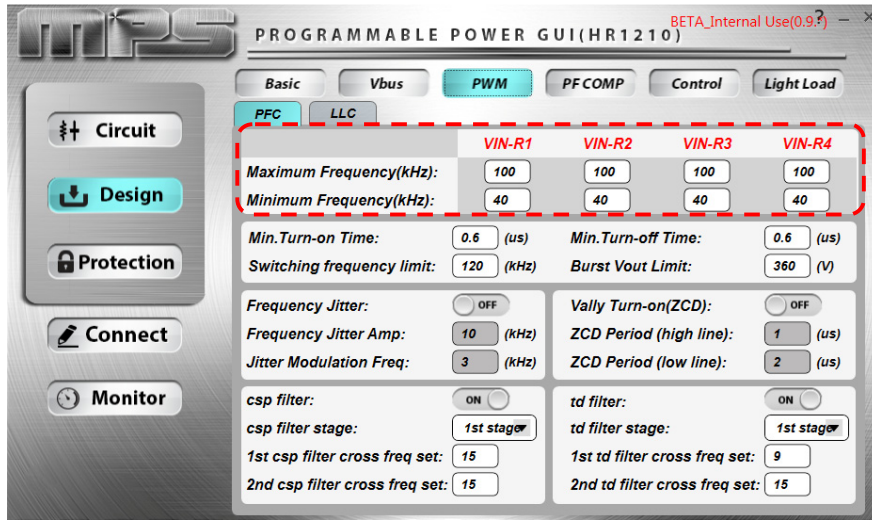 MPS
PROGRAMMABLE POWER GUI(HR1210)
BETA_Internal Use(0.9.7) ? – ×
Circuit
Design
Protection
Connect
Monitor
Basic Vbus PWM PF COMP Control Light Load
PFC LLC
VIN-R1 VIN-R2 VIN-R3 VIN-R4
Maximum Frequency(kHz): 100 100 100 100
Minimum Frequency(kHz): 40 40 40 40
Min.Turn-on Time: 0.6 (us) Min.Turn-off Time: 0.6 (us)
Switching frequency limit: 120 (kHz) Burst Vout Limit: 360 (V)
Frequency Jitter: OFF Vally Turn-on(ZCD): OFF
Frequency Jitter Amp: 10 (kHz) ZCD Period (high line): 1 (us)
Jitter Modulation Freq: 3 (kHz) ZCD Period (low line): 2 (us)
csp filter: ON td filter: ON
csp filter stage: 1st stage td filter stage: 1st stage
1st csp filter cross freq set: 15 1st td filter cross freq set: 9
2nd csp filter cross freq set: 15 2nd td filter cross freq set: 15